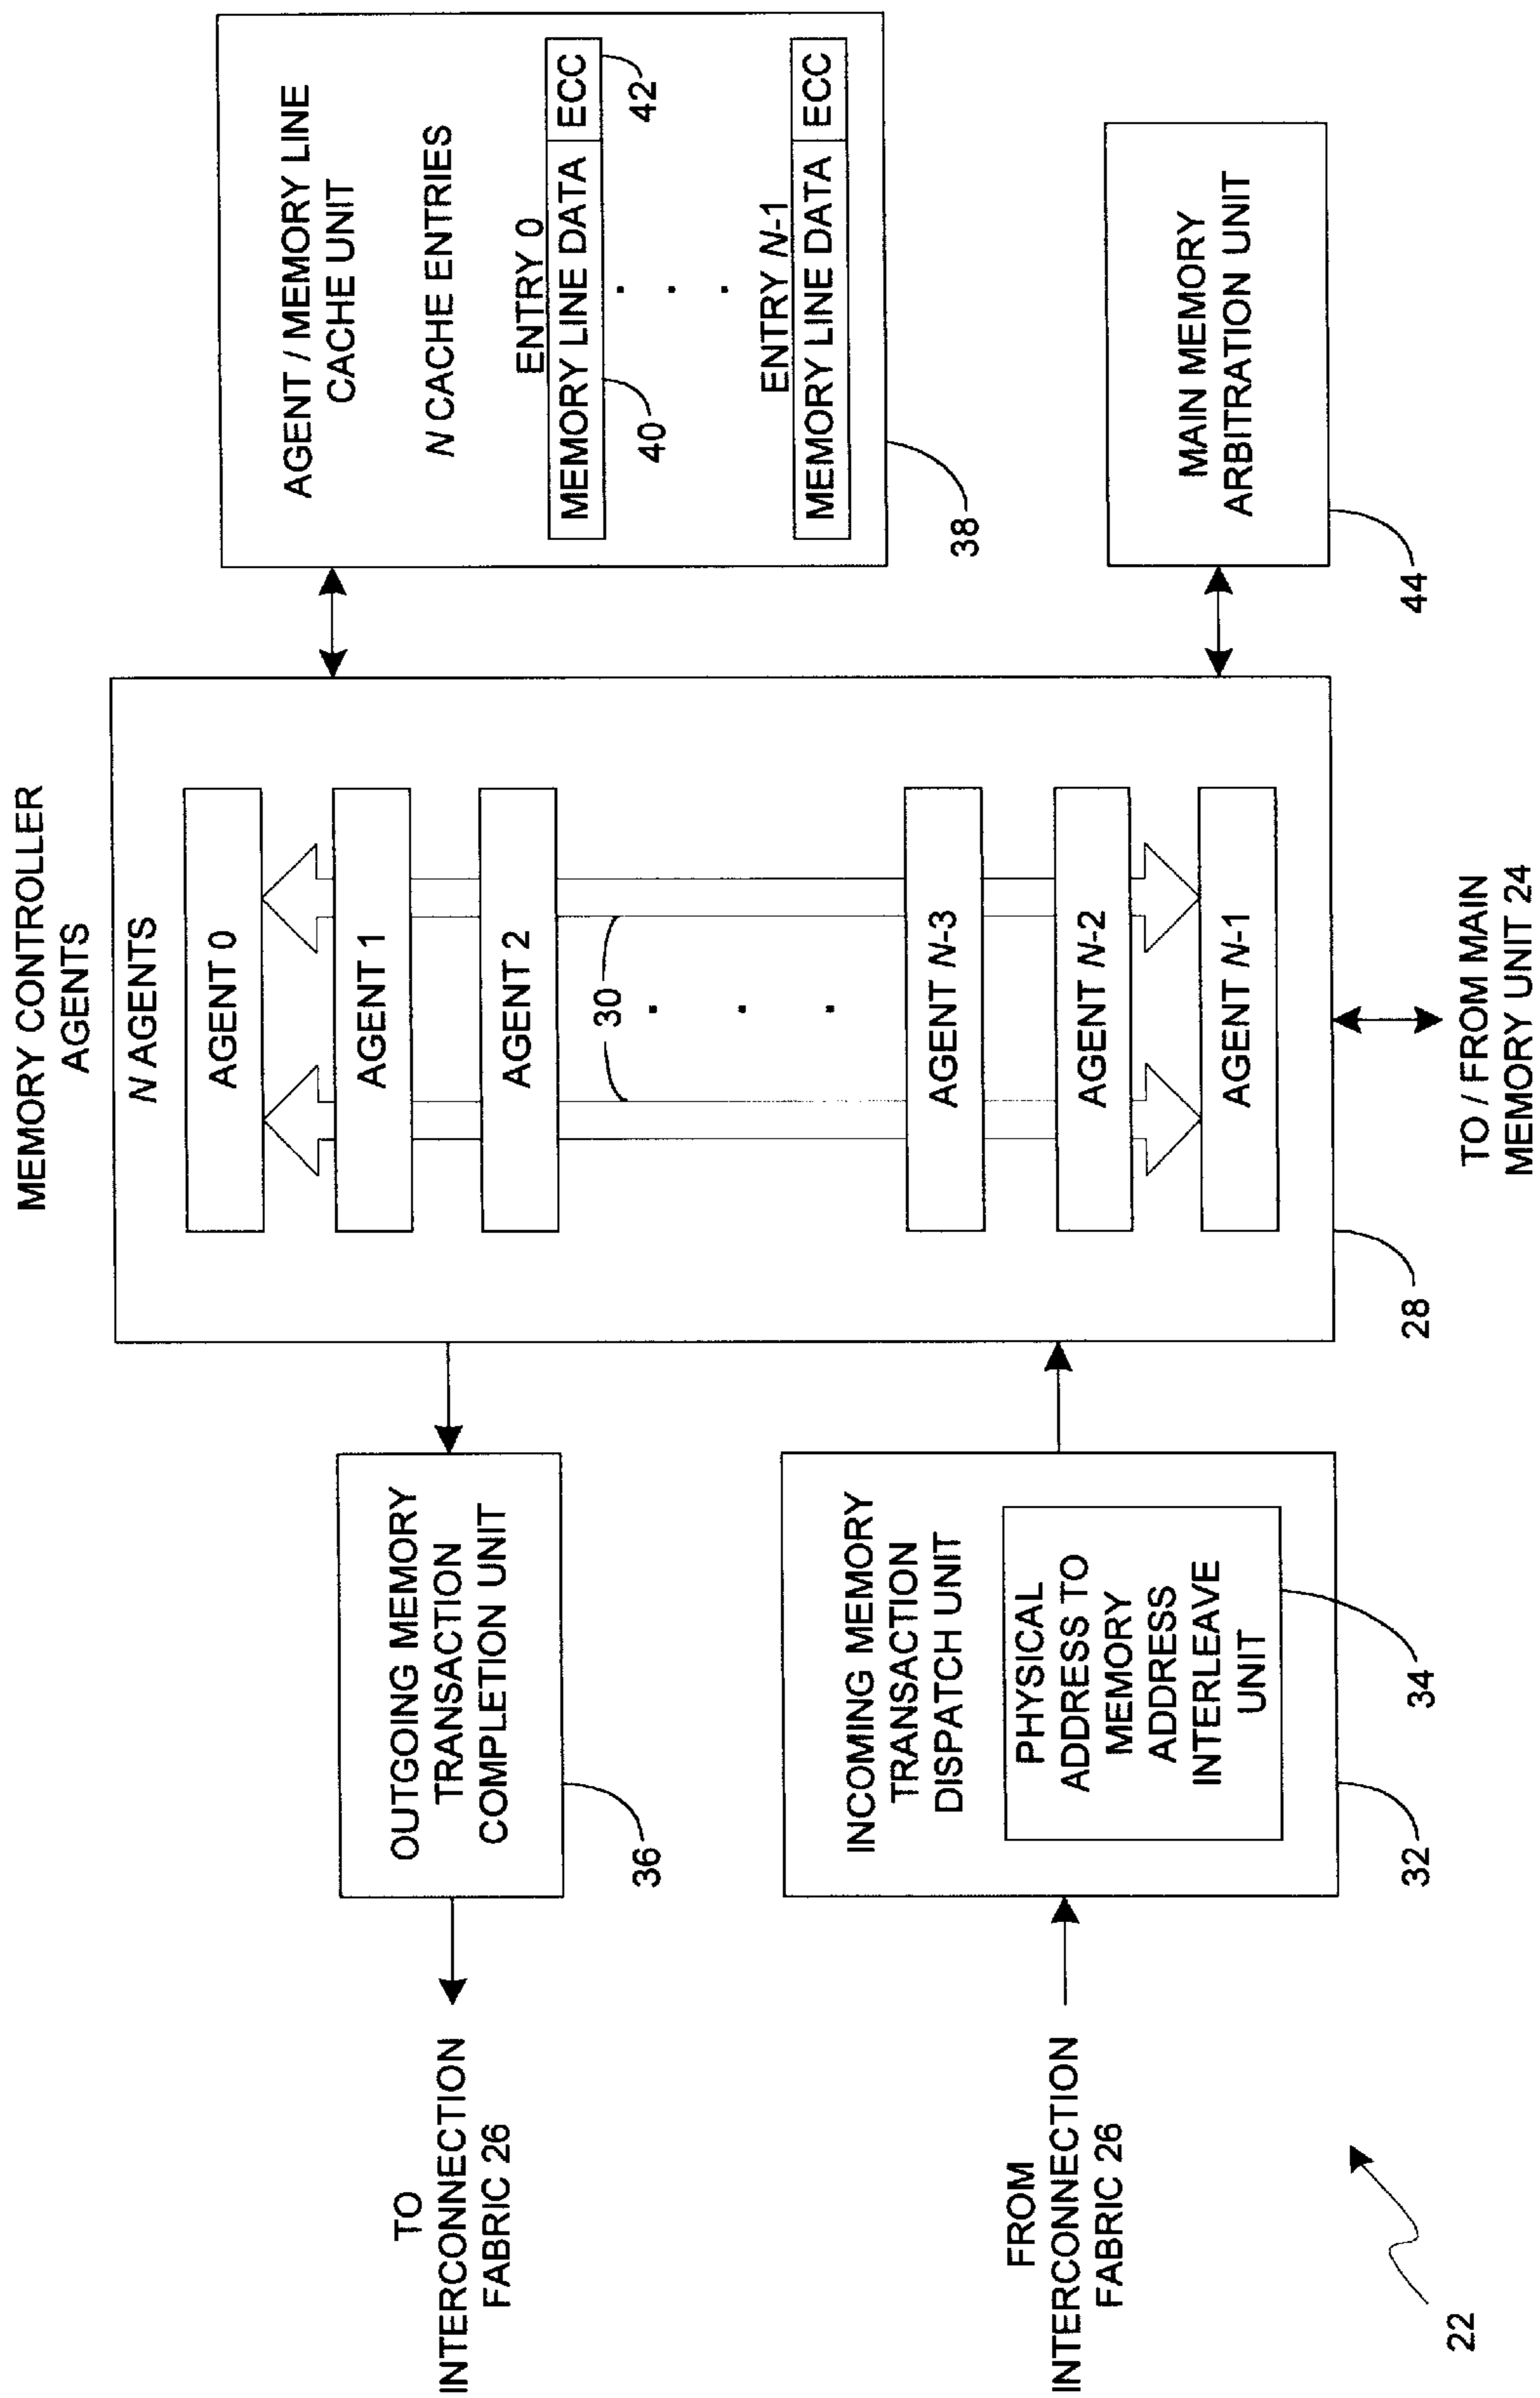 MEMORY CONTROLLER
AGENTS
N AGENTS
AGENT 0
AGENT 1
AGENT 2
30
. . .
AGENT N-3
AGENT N-2
AGENT N-1
28
TO / FROM MAIN
MEMORY UNIT 24
TO
INTERCONNECTION
FABRIC 26
OUTGOING MEMORY
TRANSACTION
COMPLETION UNIT
36
FROM
INTERCONNECTION
FABRIC 26
INCOMING MEMORY
TRANSACTION
DISPATCH UNIT
PHYSICAL
ADDRESS TO
MEMORY
ADDRESS
INTERLEAVE
UNIT
34
32
AGENT / MEMORY LINE
CACHE UNIT
N CACHE ENTRIES
ENTRY 0
MEMORY LINE DATA ECC
40
42
. . .
ENTRY N-1
MEMORY LINE DATA ECC
38
MAIN MEMORY
ARBITRATION UNIT
44
22